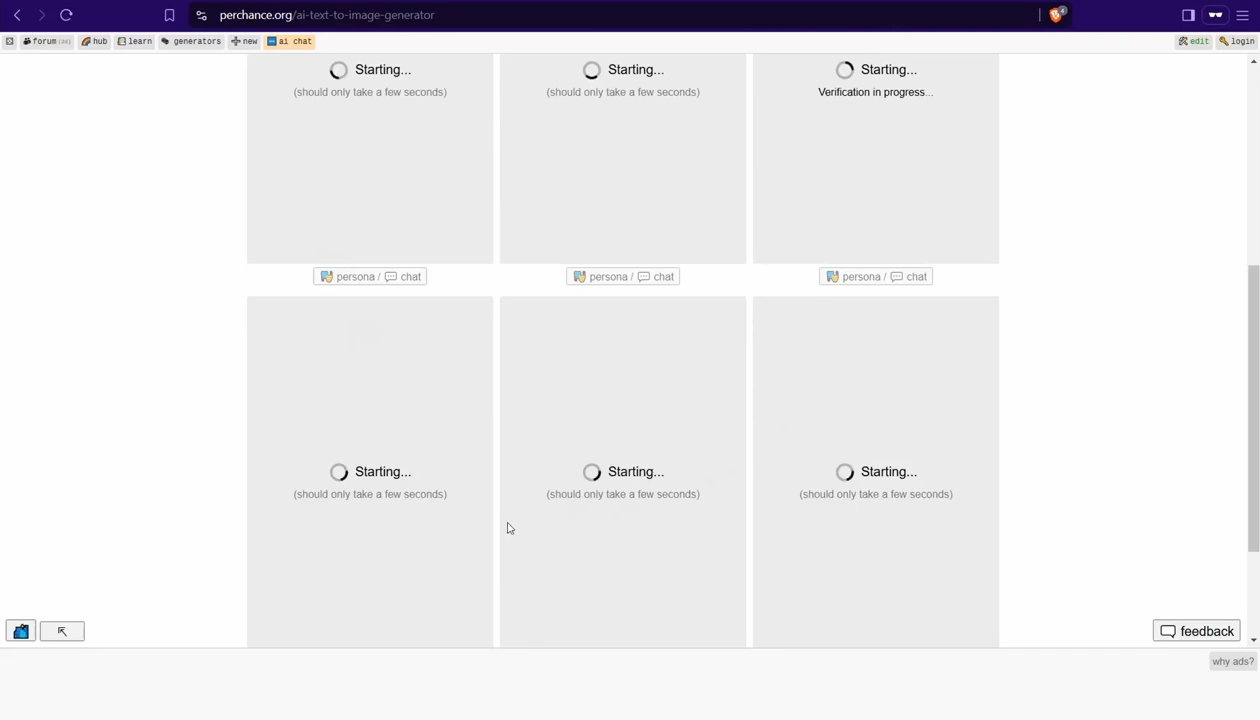 perchance.org/ai-text-to-image-generator
4
forum hub learn generators new ai chat edit login
Starting... Starting... Starting...
(should only take a few seconds) (should only take a few seconds) Verification in progress...
persona / chat persona / chat persona / chat
Starting... Starting... Starting...
(should only take a few seconds) (should only take a few seconds) (should only take a few seconds)
feedback
why ads?